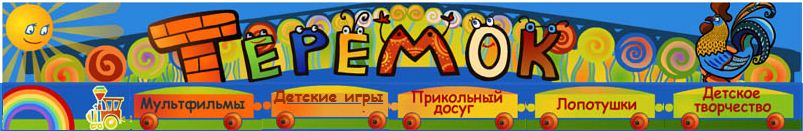 ТЕРЕМОК
Мультфильмы
Детские игры
Прикольный
досуг
Лопотушки
Детское
творчество